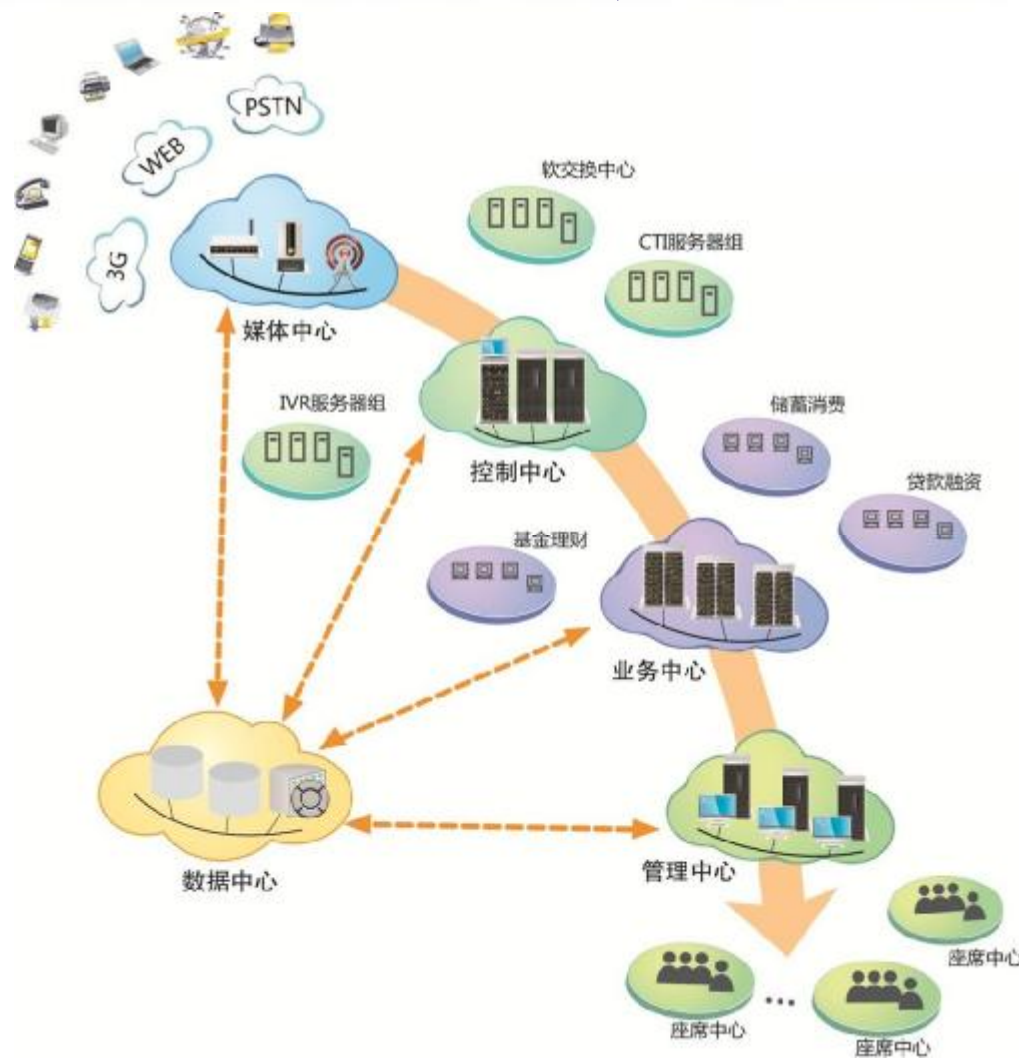 PSTN
WEB
3G
软交换中心
CTI服务器组
媒体中心
IVR服务器组
储蓄消费
控制中心
贷款融资
基金理财
业务中心
数据中心
管理中心
座席中心
座席中心
...
座席中心